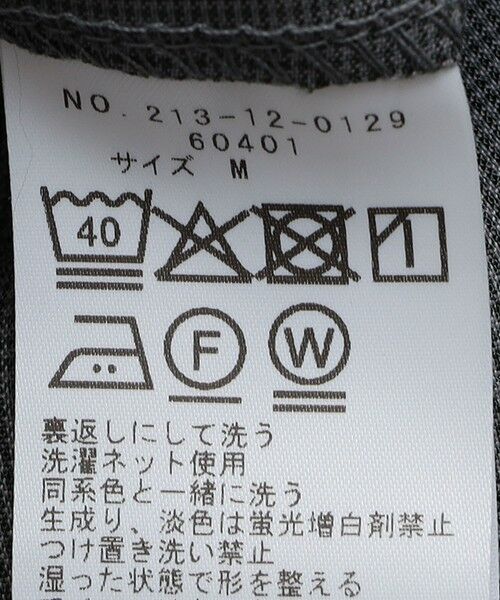 NO. 213-12-0129
60401
サイズ M
40
F W
裏返しにして洗う
洗濯ネット使用
同系色と一緒に洗う
生成り、淡色は蛍光増白剤禁止
つけ置き洗い禁止
湿った状態で形を整える